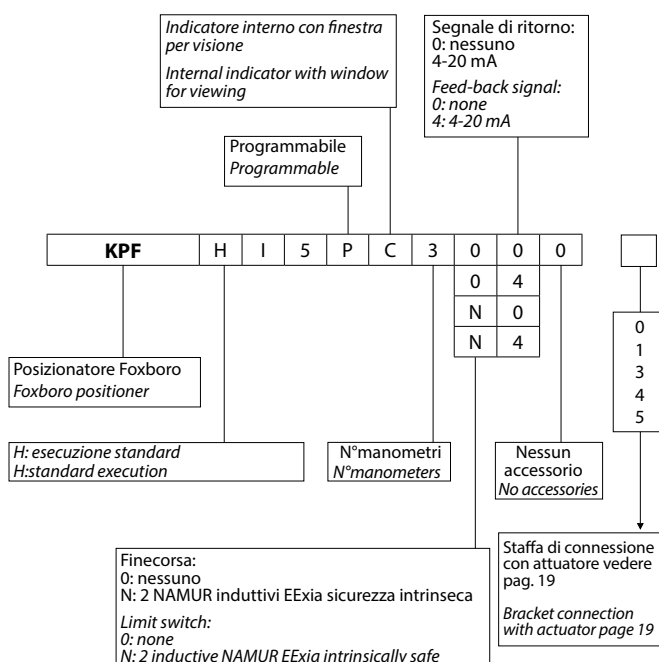 Indicatore interno con finestra
per visione
Internal indicator with window
for viewing
Segnale di ritorno:
0: nessuno
4-20 mA
Feed-back signal:
0: none
4: 4-20 mA
Programmabile
Programmable
KPF H I 5 P C 3 0 0 0
0 4
N 0
N 4
0
1
3
4
5
Posizionatore Foxboro
Foxboro positioner
H: esecuzione standard
H:standard execution
N°manometri
N°manometers
Nessun
accessorio
No accessories
Finecorsa:
0: nessuno
N: 2 NAMUR induttivi EExia sicurezza intrinseca
Limit switch:
0: none
N: 2 inductive NAMUR EExia intrinsically safe
Staffa di connessione
con attuatore vedere
pag. 19
Bracket connection
with actuator page 19